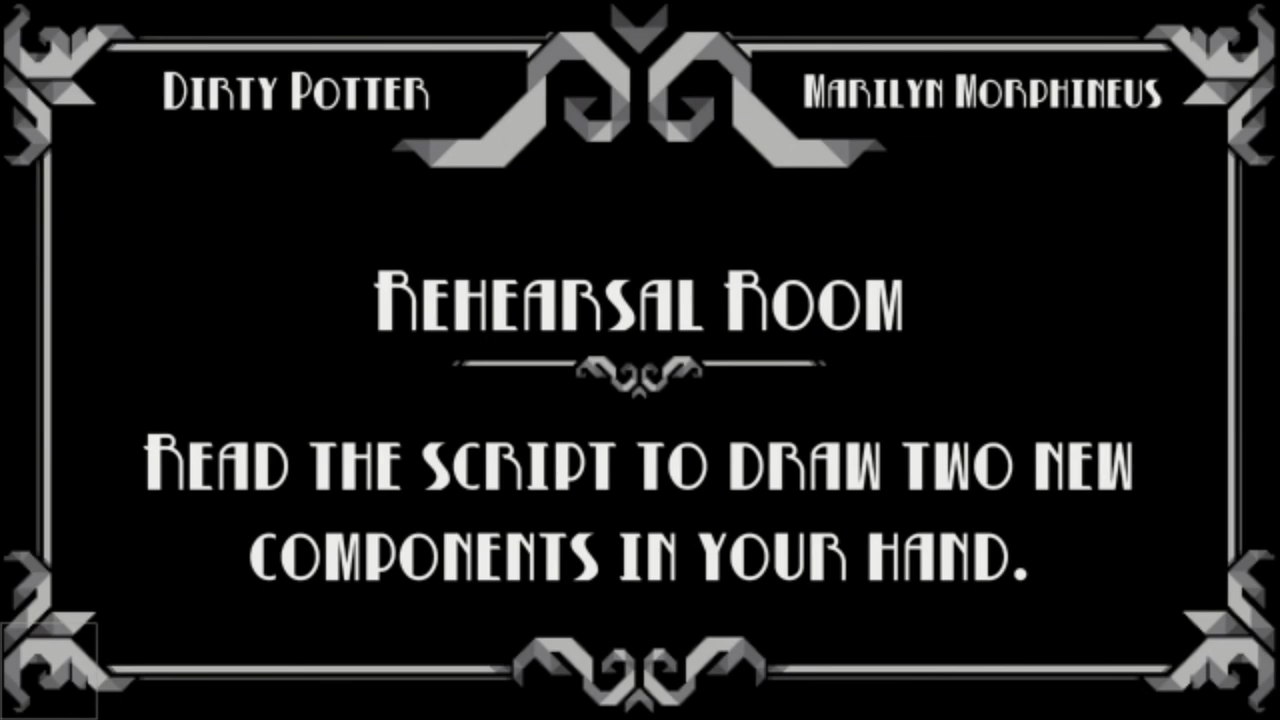 Dirty Potter
Marilyn Morphineus
Rehearsal Room
Read the script to draw two new
components in your hand.